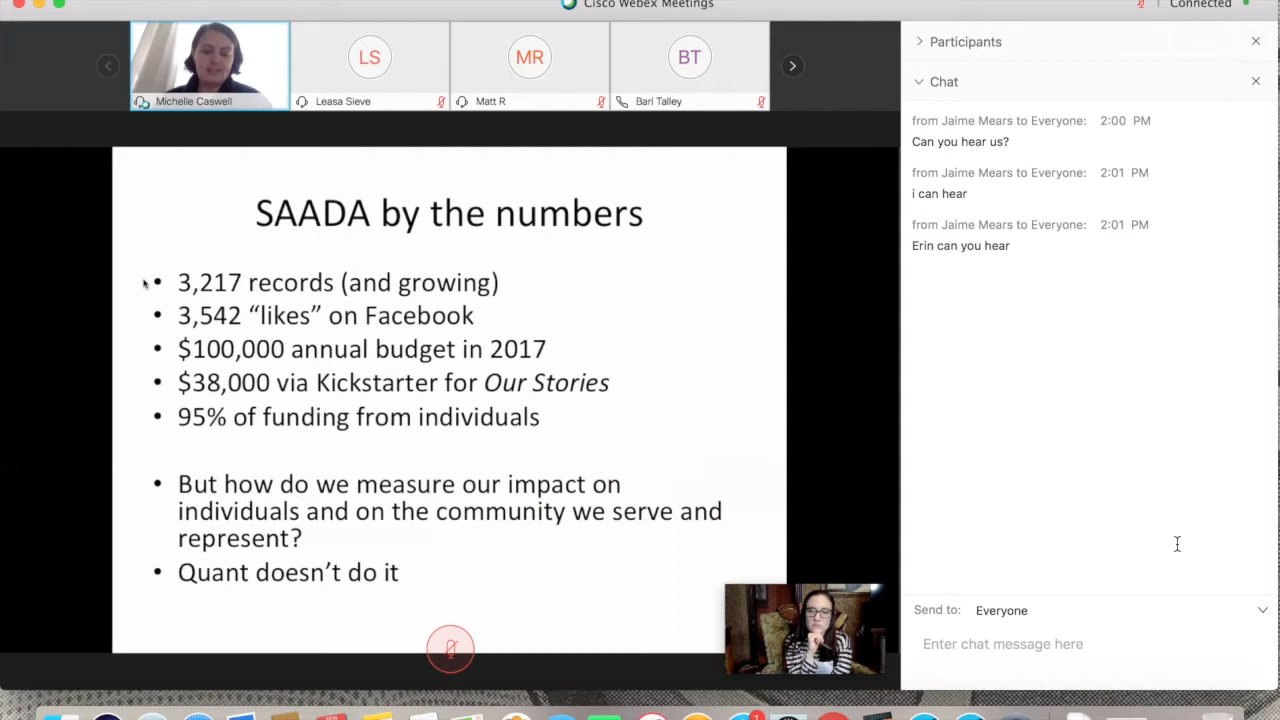 Cisco Webex Meetings
Connected
LS
MR
BT
Michelle Caswell
Leasa Sieve
Matt R
Bari Talley
SAADA by the numbers
• 3,217 records (and growing)
• 3,542 “likes” on Facebook
• $100,000 annual budget in 2017
• $38,000 via Kickstarter for Our Stories
• 95% of funding from individuals
• But how do we measure our impact on
individuals and on the community we serve and
represent?
• Quant doesn’t do it
Participants
Chat
from Jaime Mears to Everyone: 2:00 PM
Can you hear us?
from Jaime Mears to Everyone: 2:01 PM
i can hear
from Jaime Mears to Everyone: 2:01 PM
Erin can you hear
Send to: Everyone
Enter chat message here
FEB
1